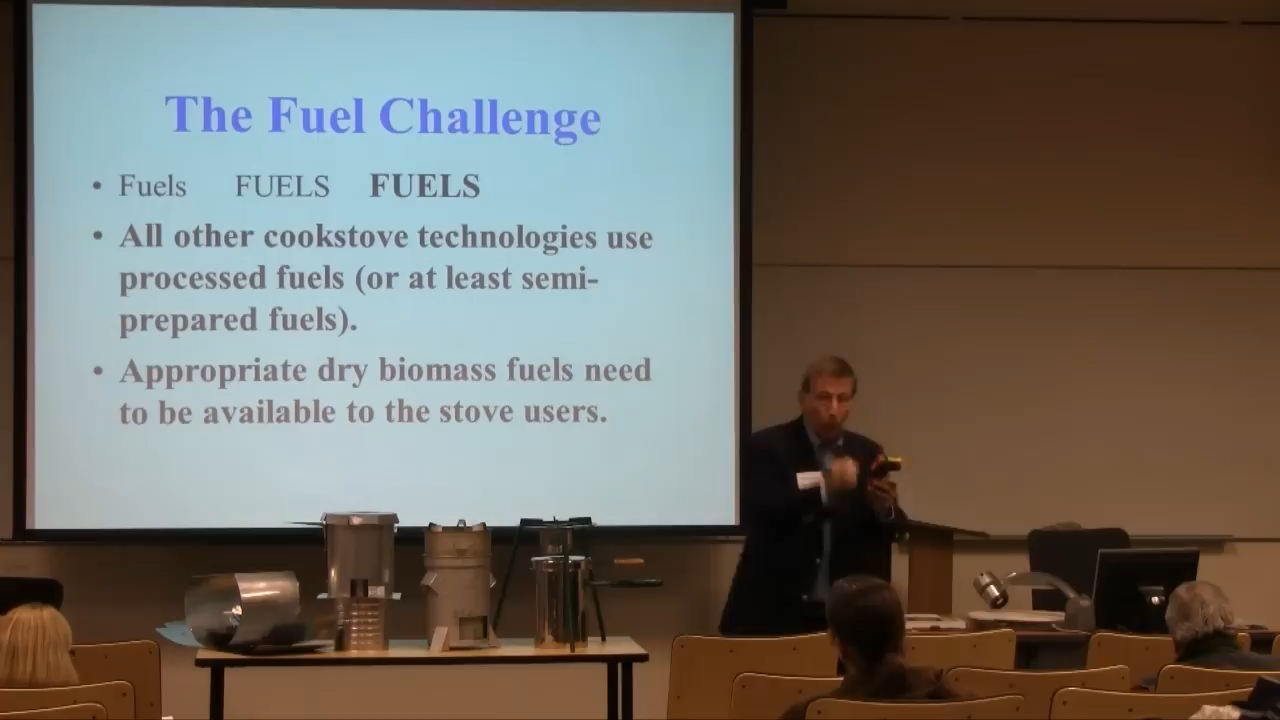 The Fuel Challenge
• Fuels FUELS FUELS
• All other cookstove technologies use
processed fuels (or at least semi-
prepared fuels).
• Appropriate dry biomass fuels need
to be available to the stove users.